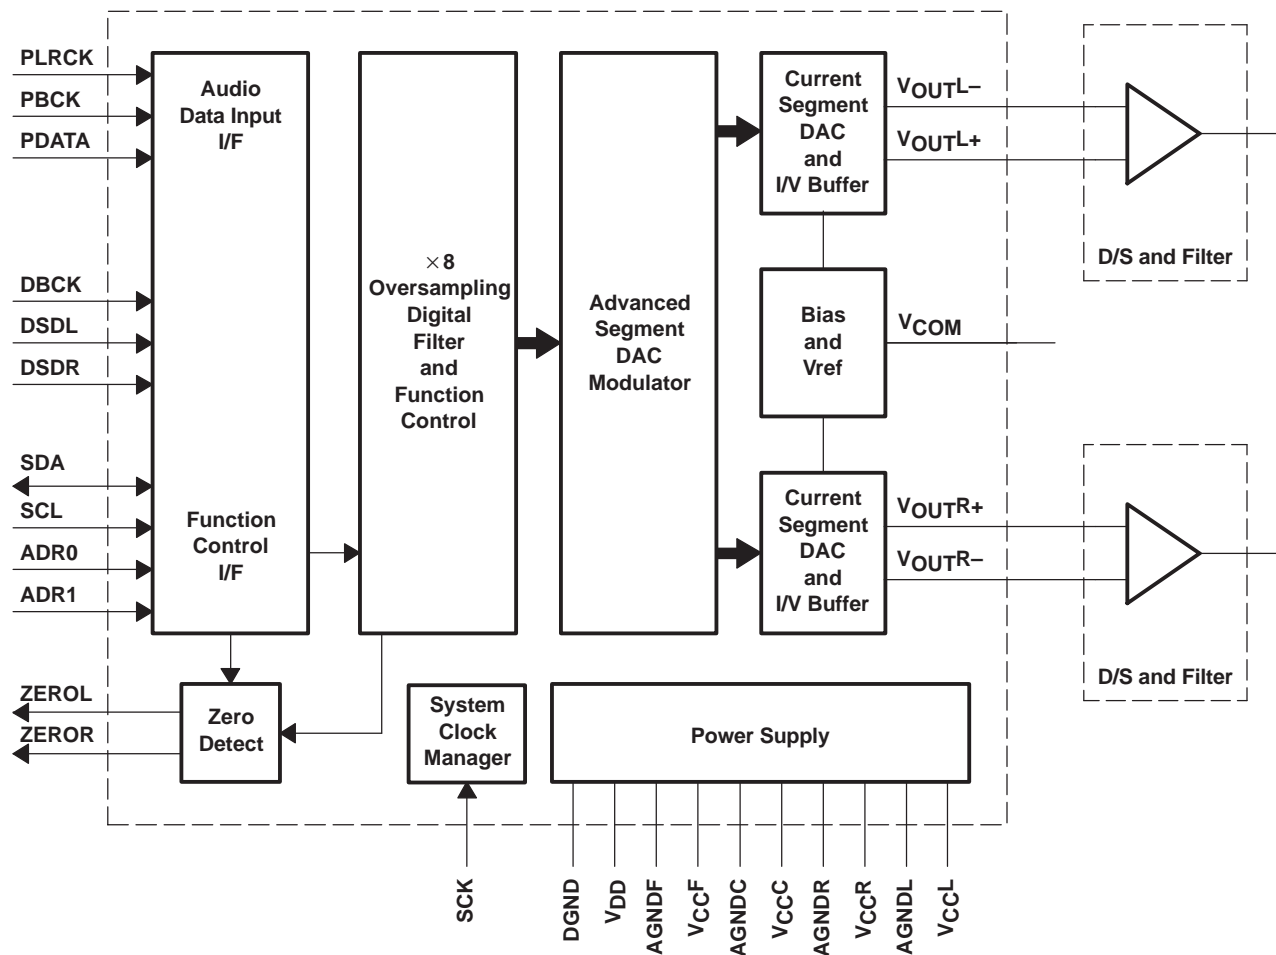 PLRCK
PBCK
PDATA
DBCK
DSDL
DSDR
SDA
SCL
ADR0
ADR1
ZEROL
ZEROR
Audio
Data Input
I/F
Function
Control
I/F
×8
Oversampling
Digital
Filter
and
Function
Control
Advanced
Segment
DAC
Modulator
Current
Segment
DAC
and
I/V Buffer
Bias
and
Vref
Current
Segment
DAC
and
I/V Buffer
VOUTL–
VOUTL+
VCOM
VOUTR+
VOUTR–
D/S and Filter
D/S and Filter
Zero
Detect
System
Clock
Manager
Power Supply
SCK
DGND
VDD
AGNDF
VCCF
AGNDC
VCCC
AGNDR
VCCR
AGNDL
VCCL